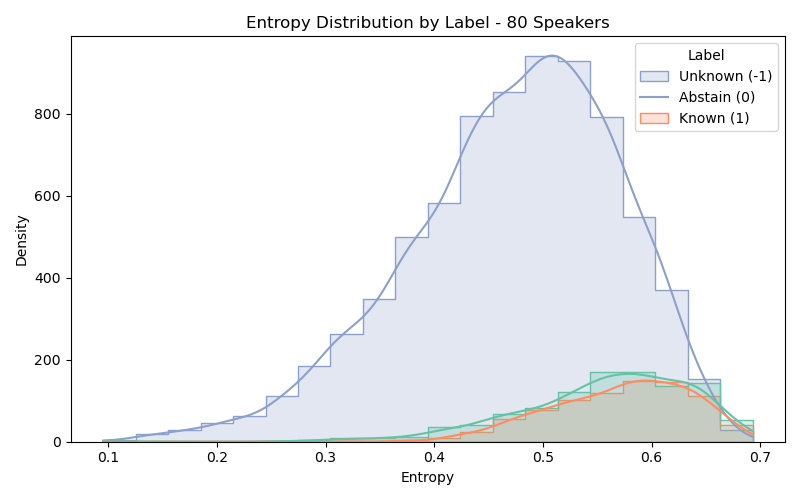 Entropy Distribution by Label - 80 Speakers
Label
Unknown (-1)
Abstain (0)
Known (1)
Density
800
600
400
200
0
0.1 0.2 0.3 0.4 0.5 0.6 0.7
Entropy